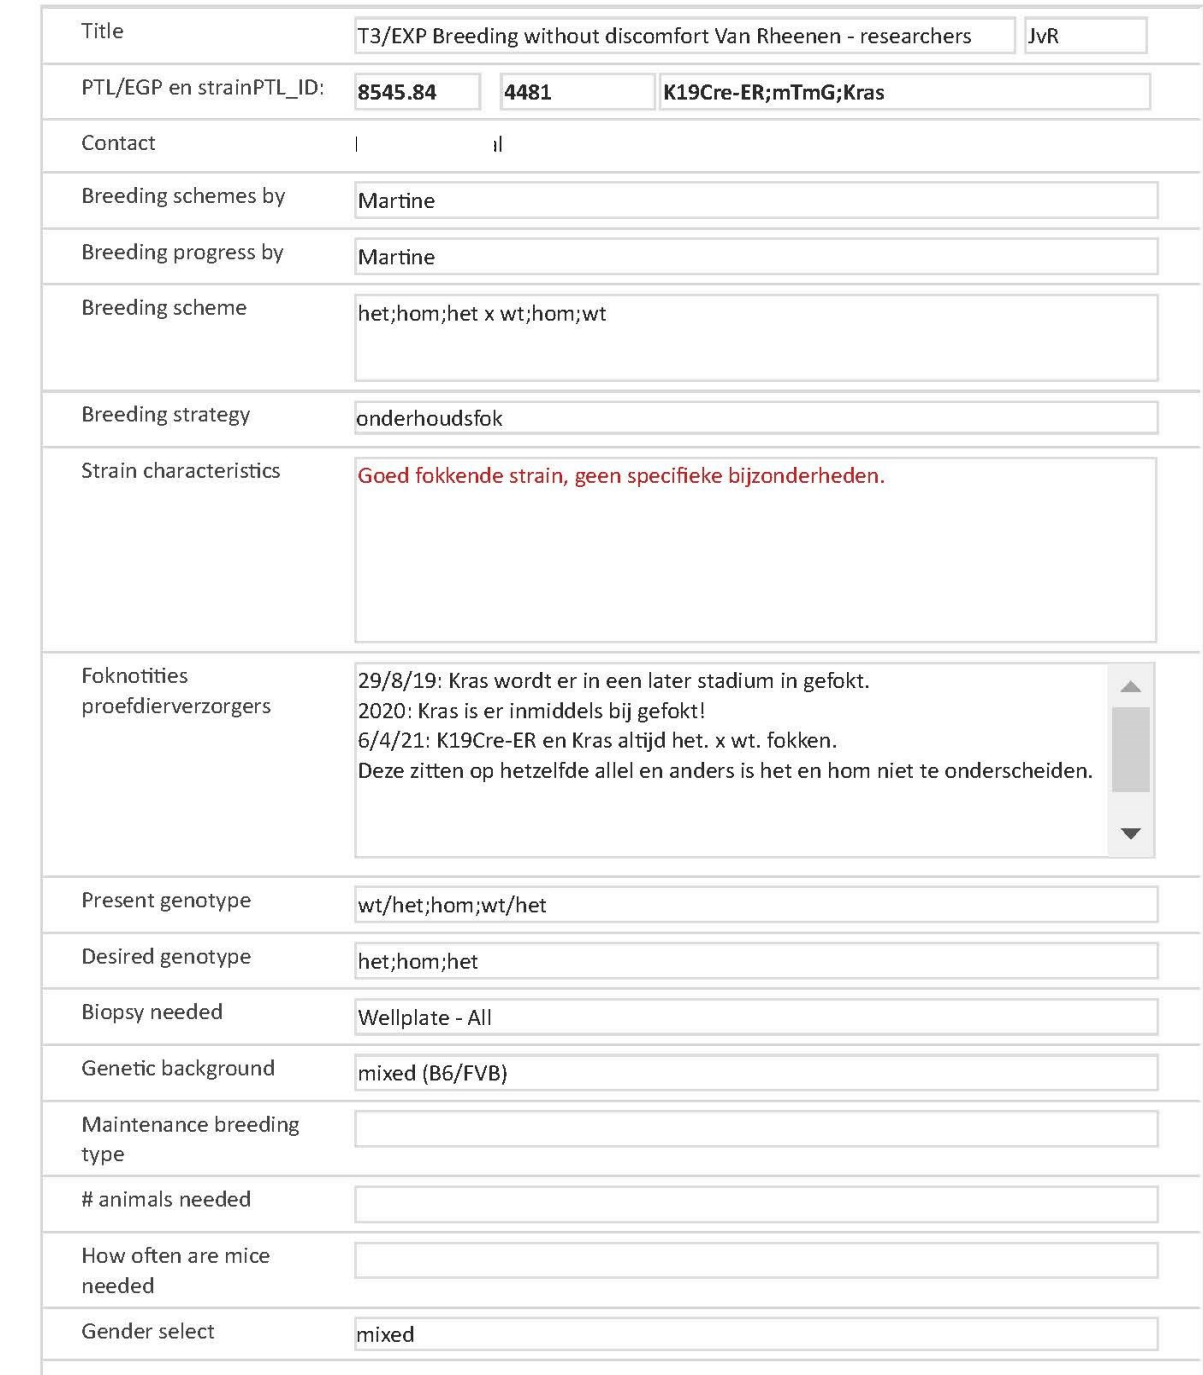 Title
T3/EXP Breeding without discomfort Van Rheenen - researchers JvR
PTL/EGP en strainPTL_ID: 8545.84 4481 K19Cre-ER;mTmG;Kras
Contact
Breeding schemes by Martine
Breeding progress by Martine
Breeding scheme het;hom;het x wt;hom;wt
Breeding strategy onderhoudsfok
Strain characteristics Goed fokkende strain, geen specifieke bijzonderheden.
Foknotities
proefdierverzorgers
29/8/19: Kras wordt er in een later stadium in gefokt.
2020: Kras is er inmiddels bij gefokt!
6/4/21: K19Cre-ER en Kras altijd het. x wt. fokken.
Deze zitten op hetzelfde allel en anders is het en hom niet te onderscheiden.
Present genotype wt/het;hom;wt/het
Desired genotype het;hom;het
Biopsy needed Wellplate - All
Genetic background mixed (B6/FVB)
Maintenance breeding
type
# animals needed
How often are mice
needed
Gender select mixed